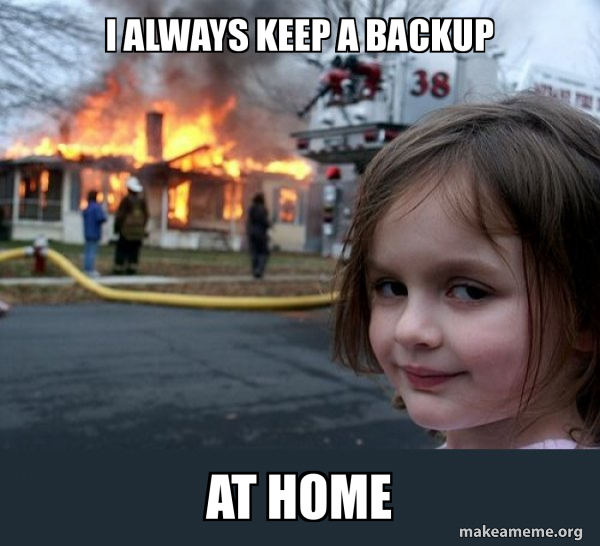 I ALWAYS KEEP A BACKUP
38
AT HOME
makeameme.org